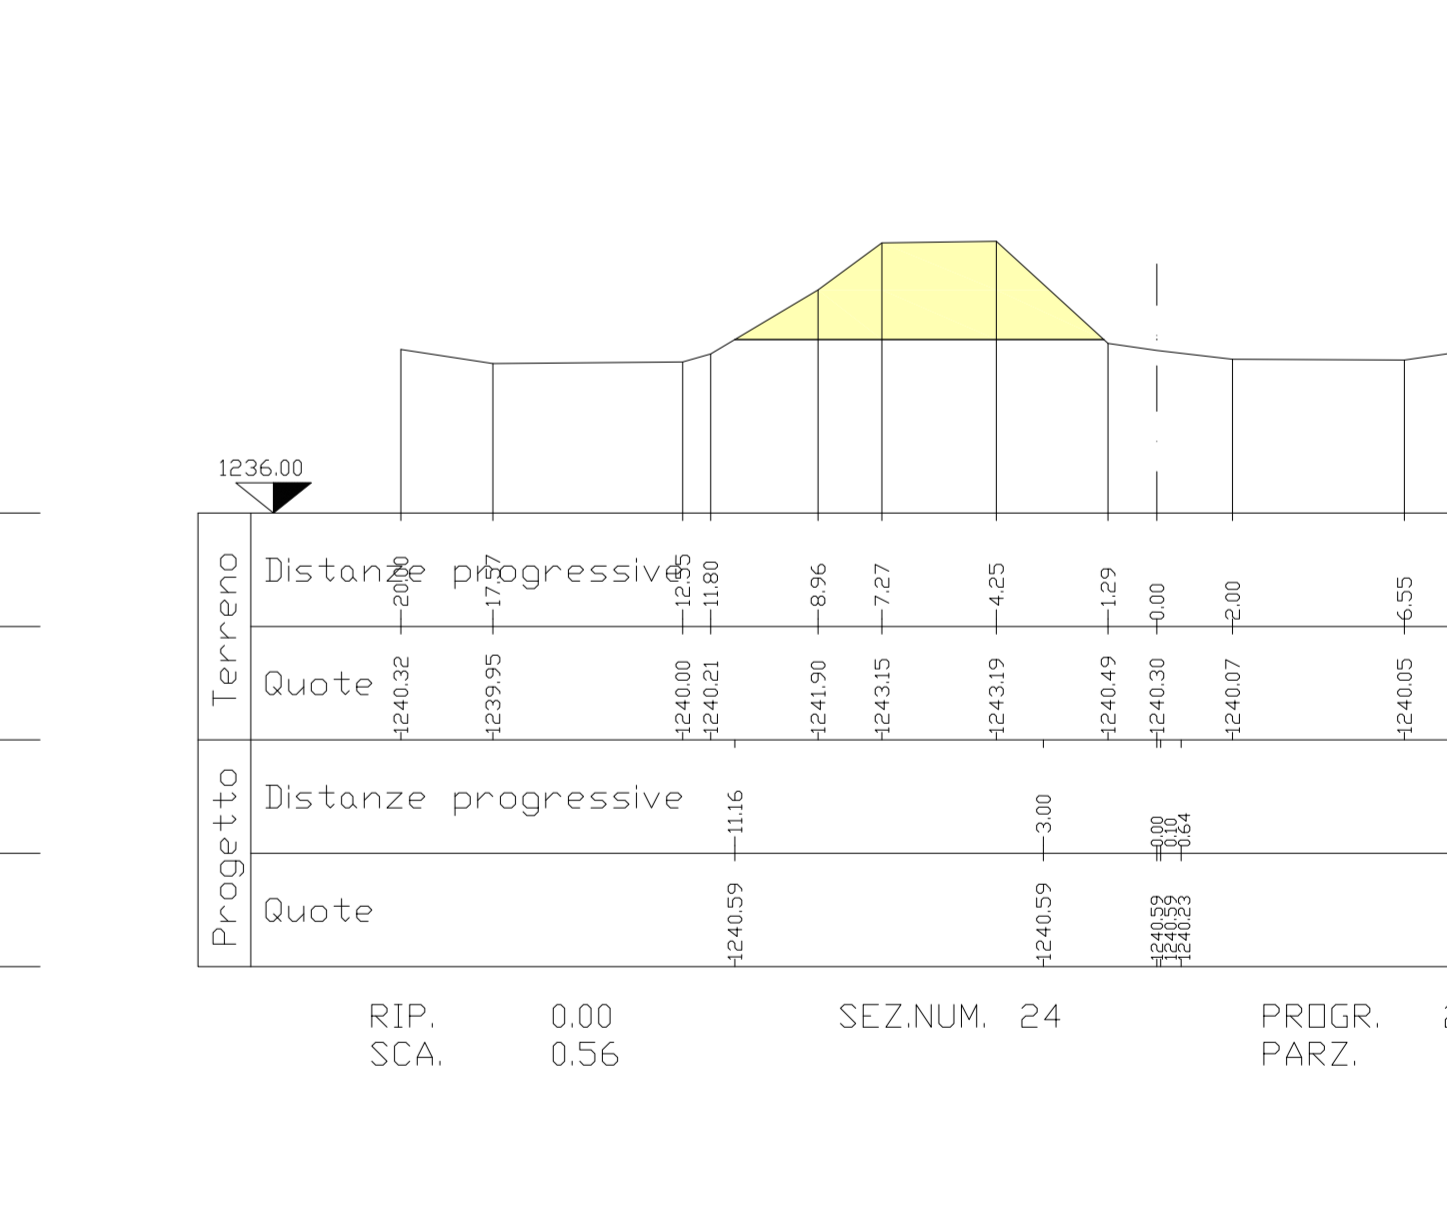 1236.00
Terreno
Distanze progressive
-20.00 -17.57 -12.55 -11.80 -8.96 -7.27 -4.25 -1.29 0.00 2.00 6.55
Quote
1240.32 1239.95 1240.00 1240.21 1241.90 1243.15 1243.19 1240.49 1240.30 1240.07 1240.05
Progetto
Distanze progressive
-11.16 -3.00 0.00 0.10 0.64
Quote
1240.59 1240.59 1240.59 1240.59 1240.23
RIP. 0.00 SEZ.NUM. 24 PROGR.
SCA. 0.56 PARZ.